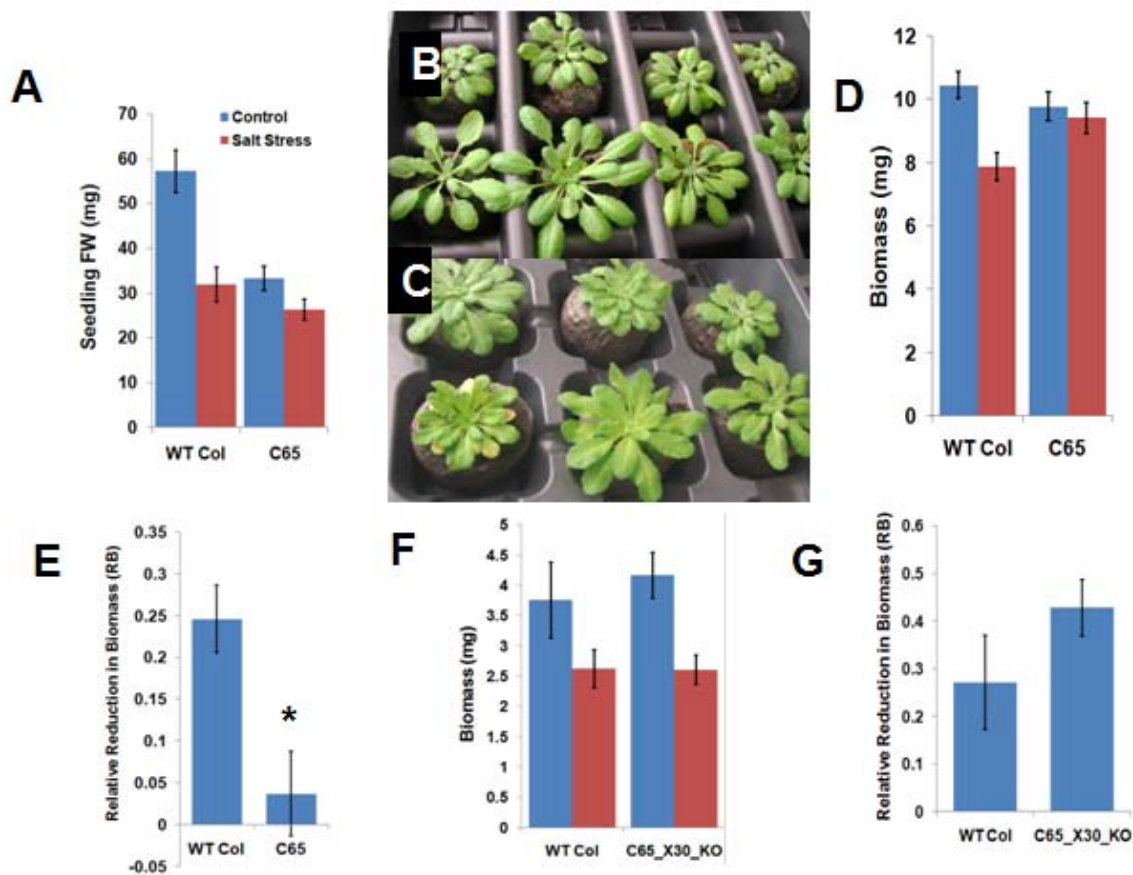 A
Seedling FW (mg)
70
60
50
40
30
20
10
0
Control
Salt Stress
WT Col
C65
B
C
D
Biomass (mg)
12
10
8
6
4
2
0
WT Col
C65
E
Relative Reduction in Biomass (RB)
0.35
0.3
0.25
0.2
0.15
0.1
0.05
0
-0.05
*
WT Col
C65
F
Biomass (mg)
5
4.5
4
3.5
3
2.5
2
1.5
1
0.5
0
WT Col
C65_X30_KO
G
Relative Reduction in Biomass (RB)
0.6
0.5
0.4
0.3
0.2
0.1
0
WT Col
C65_X30_KO